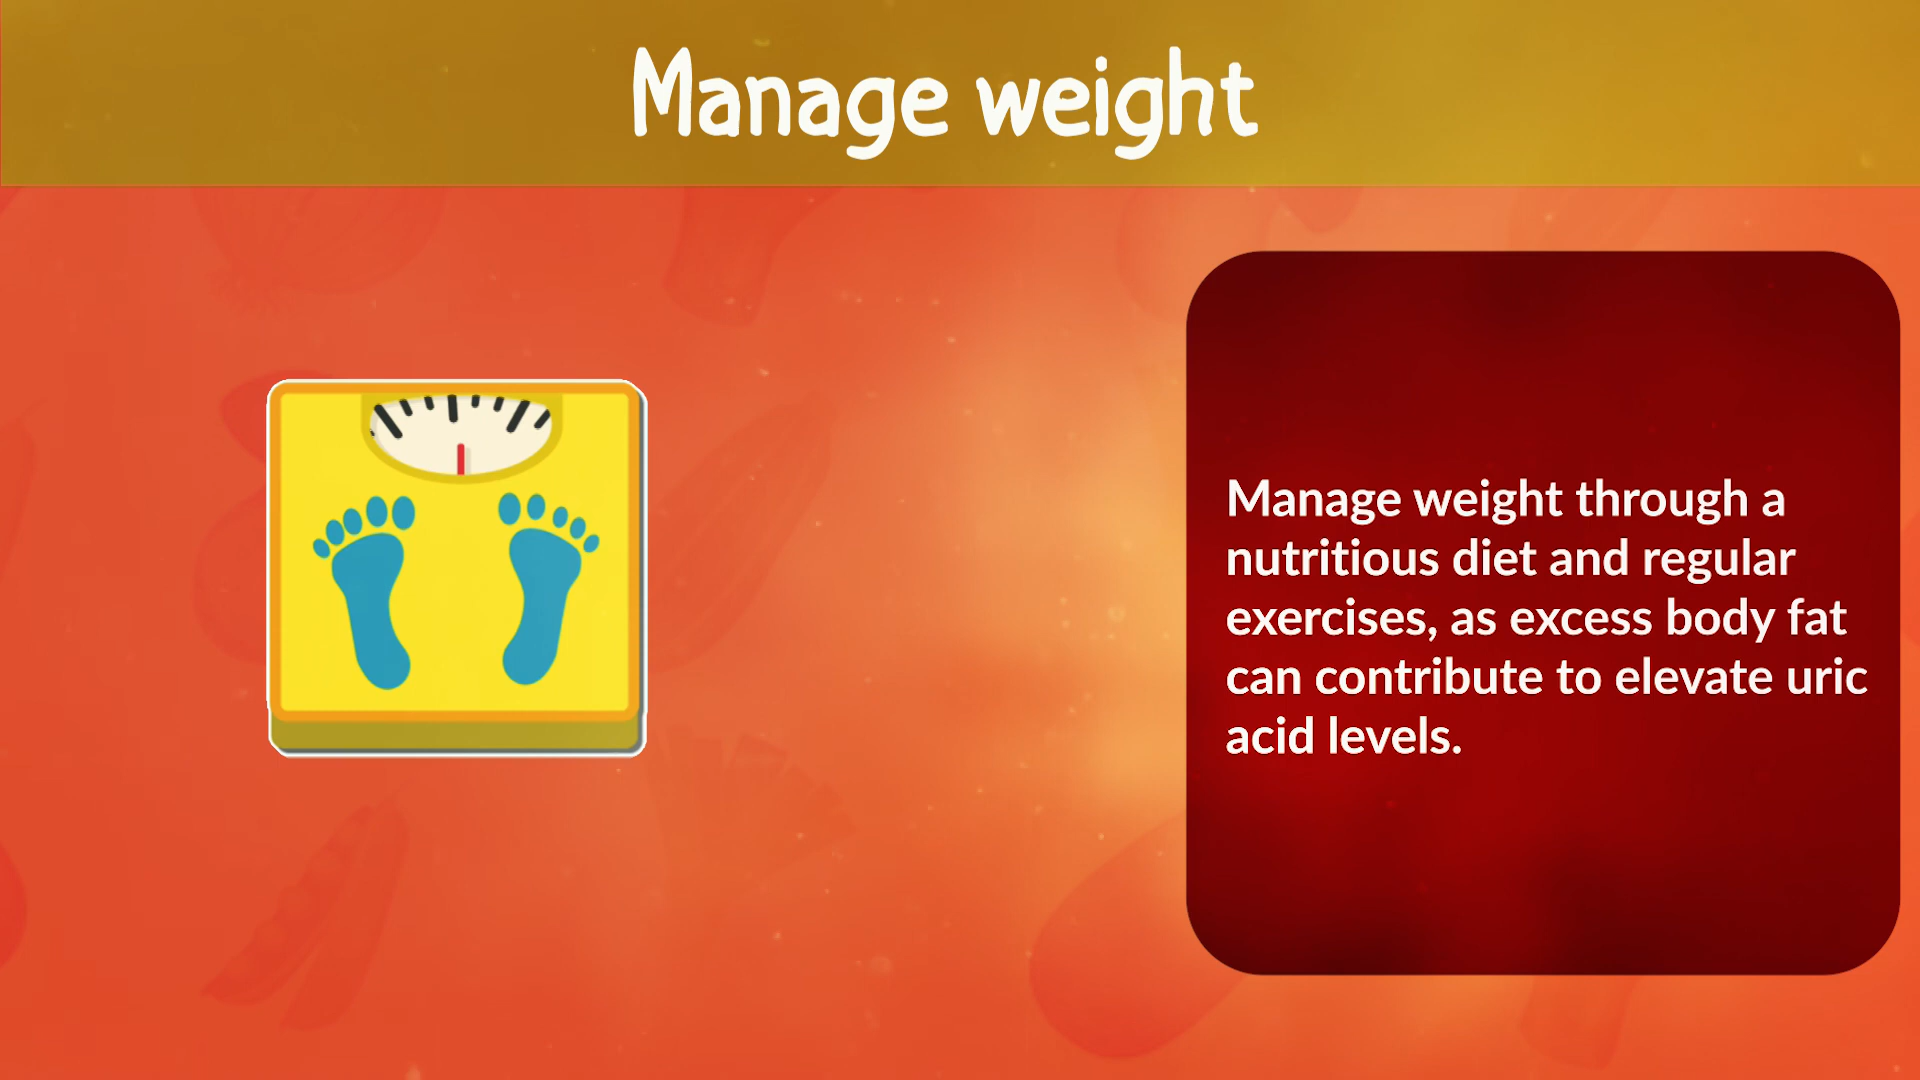 Manage weight
Manage weight through a
nutritious diet and regular
exercises, as excess body fat
can contribute to elevate uric
acid levels.